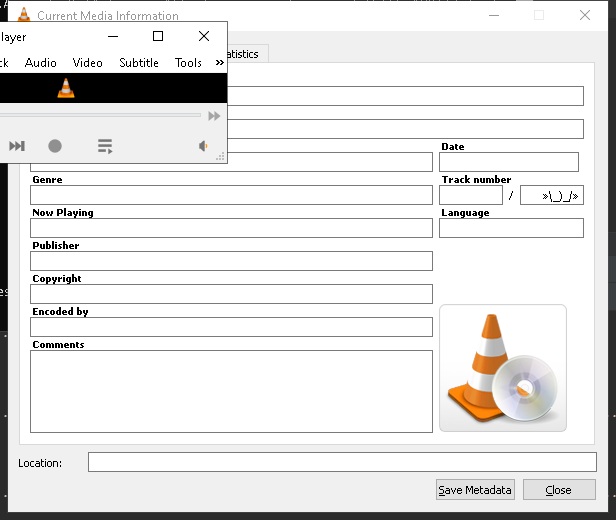 Current Media Information
layer
ck Audio Video Subtitle Tools »
atistics
Date
Genre
Track number
/ »\_)_/»
Now Playing
Language
Publisher
Copyright
Encoded by
Comments
Location:
Save Metadata Close